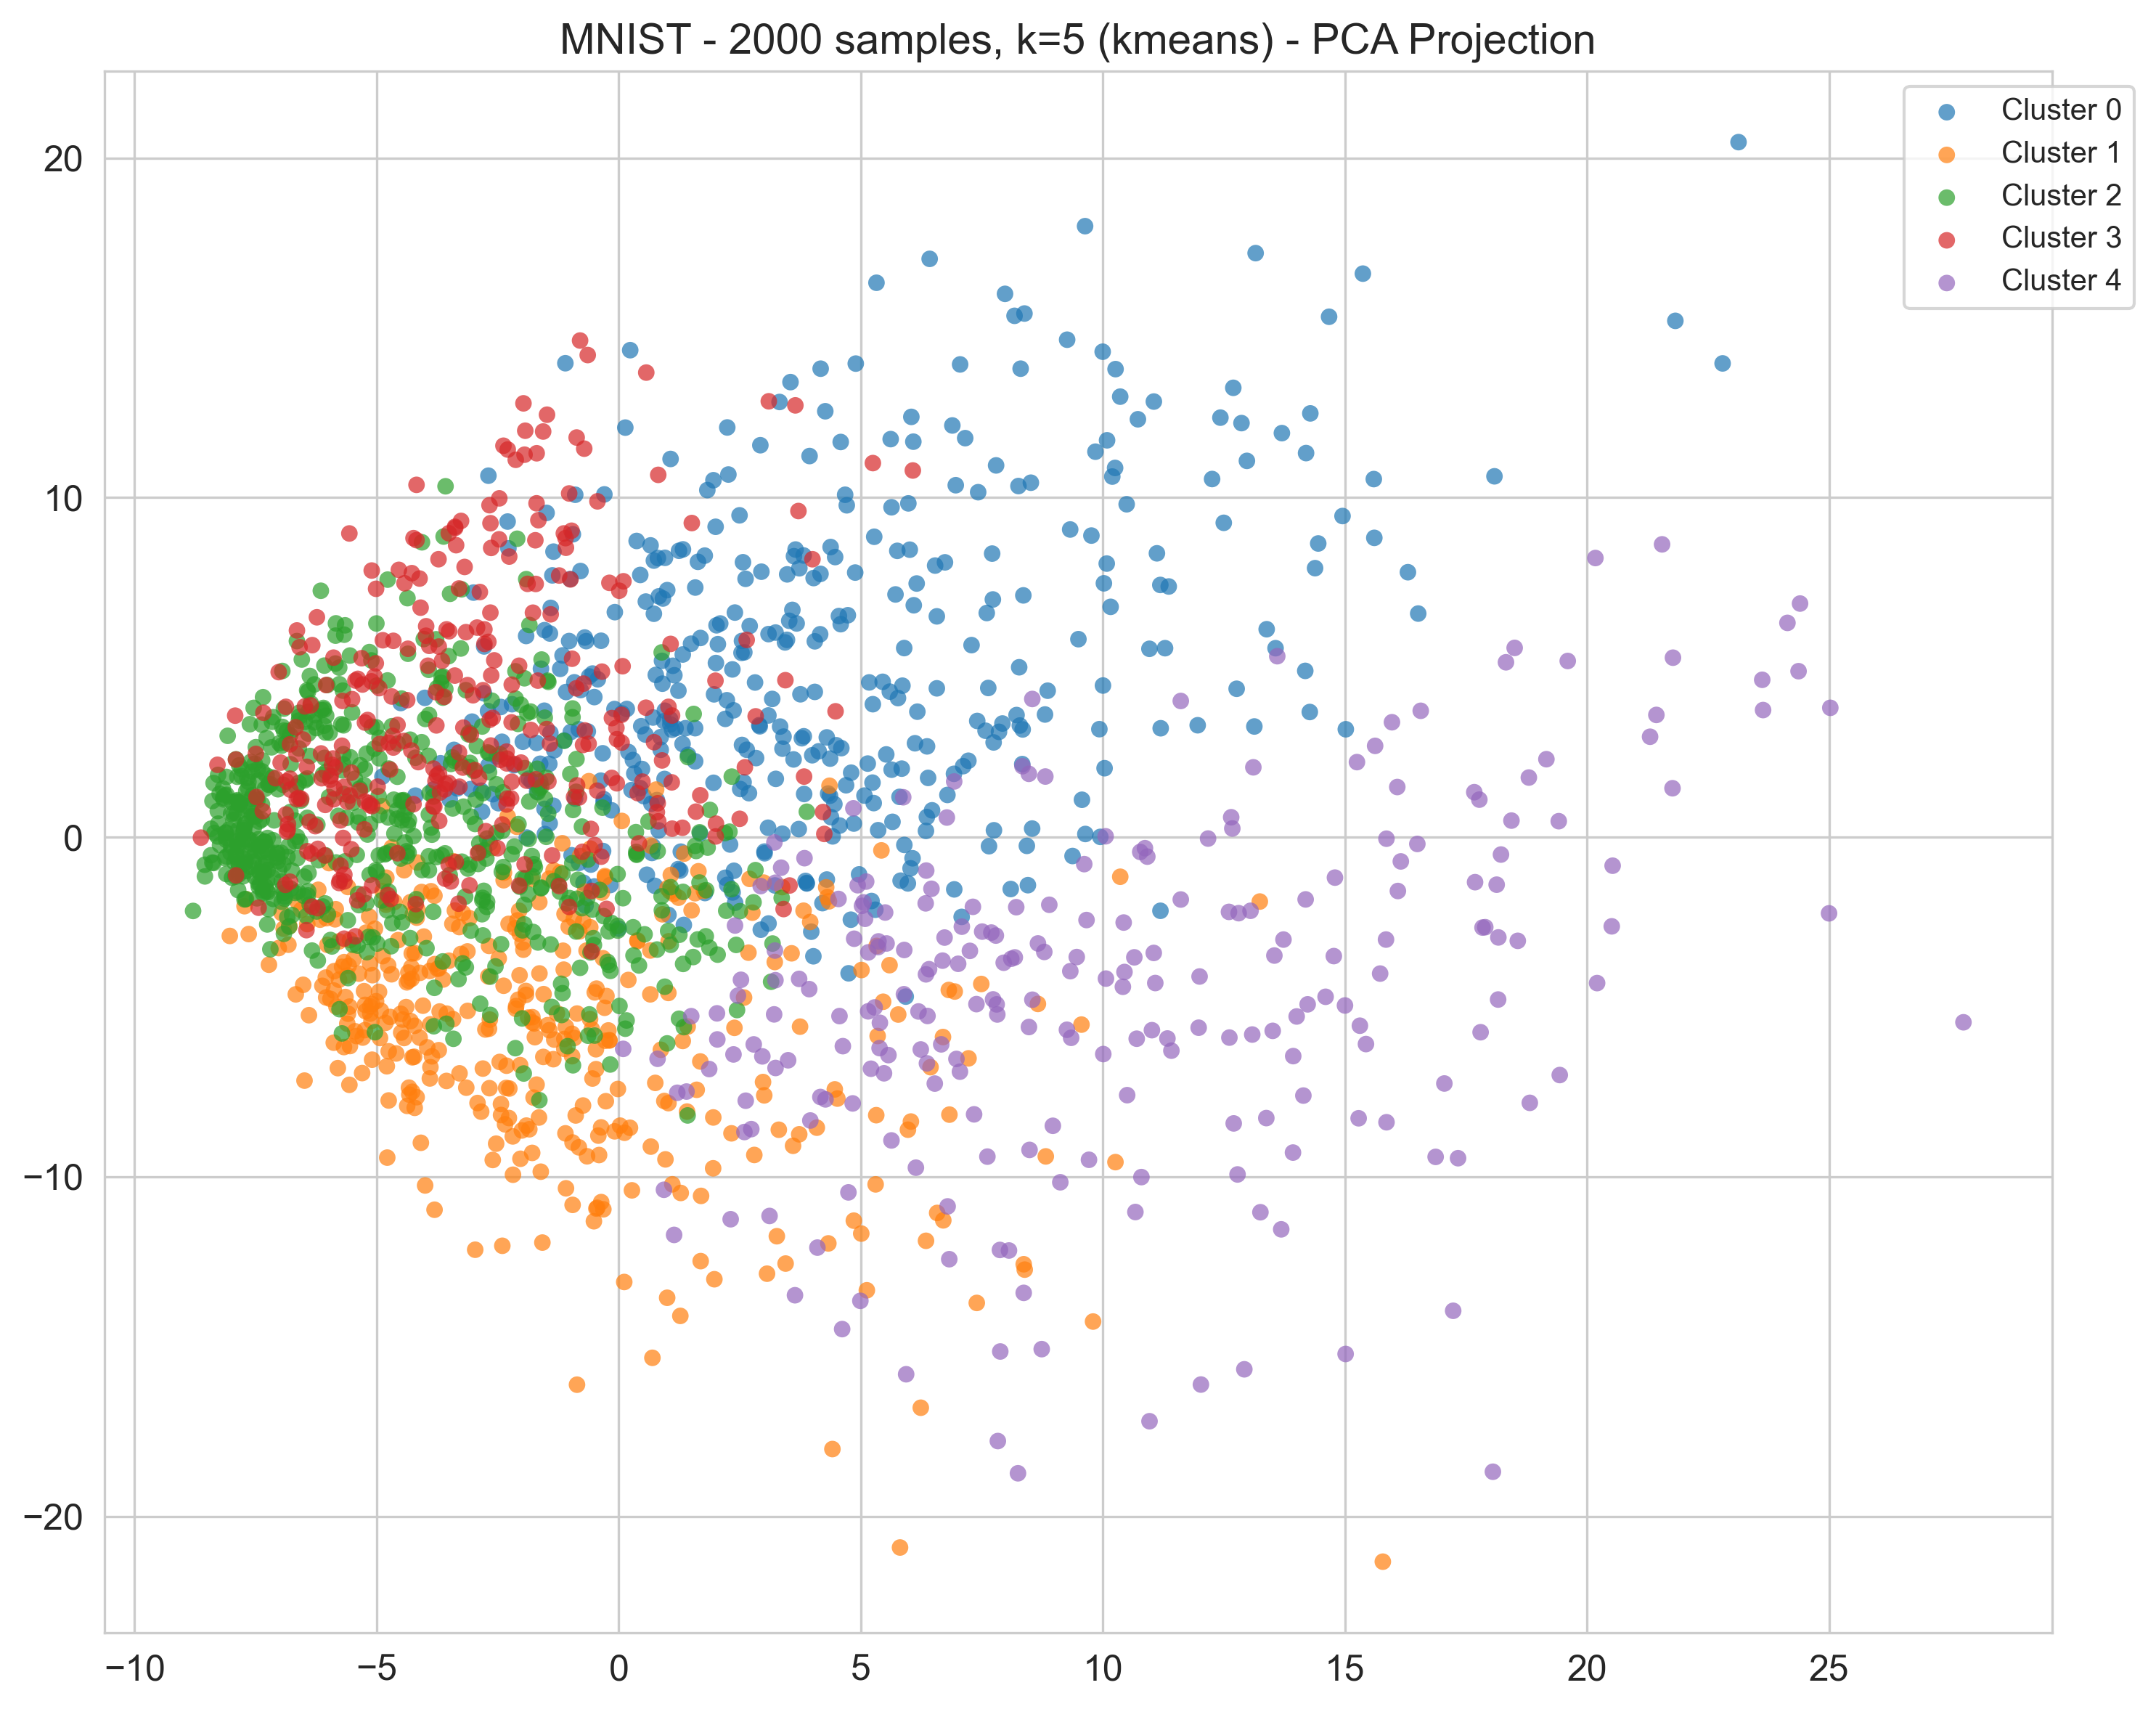 MNIST - 2000 samples, k=5 (kmeans) - PCA Projection
Cluster 0
Cluster 1
Cluster 2
Cluster 3
Cluster 4
20
10
0
−10
−20
−10 −5 0 5 10 15 20 25